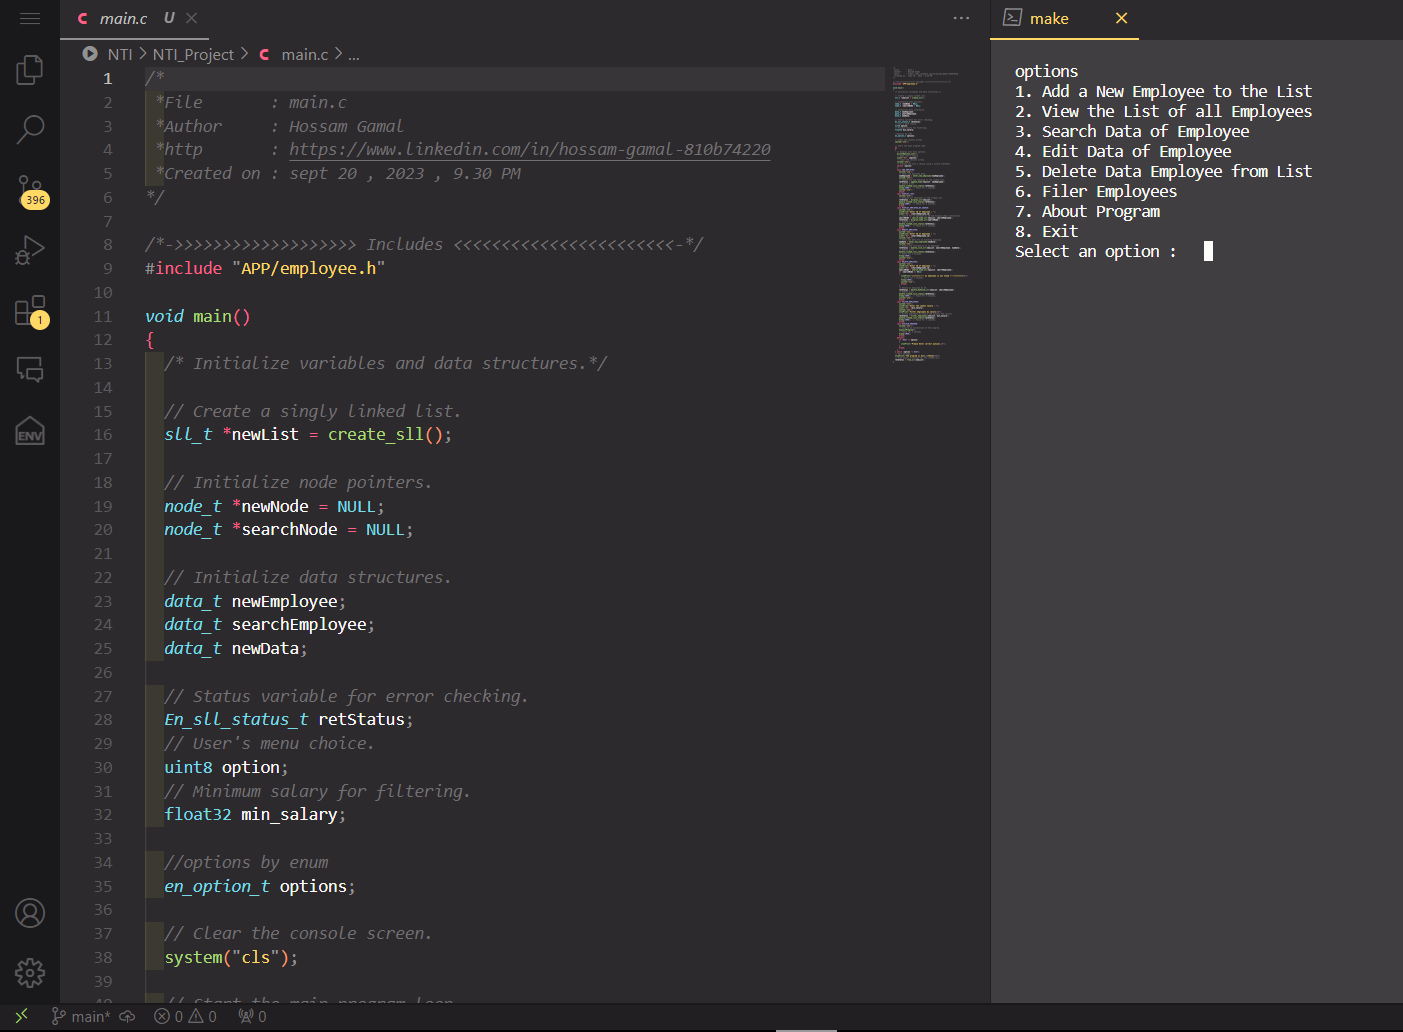 main.c U
NTI > NTI_Project > main.c > ...
1 /*
2 *File : main.c
3 *Author : Hossam Gamal
4 *http : https://www.linkedin.com/in/hossam-gamal-810b74220
5 *Created on : sept 20 , 2023 , 9.30 PM
6 */
7
8 /*->>>>>>>>>>>>>>>>>>> Includes <<<<<<<<<<<<<<<<<<<<<<<-*/
9 #include "APP/employee.h"
10
11 void main()
12 {
13 /* Initialize variables and data structures.*/
14
15 // Create a singly linked list.
16 sll_t *newList = create_sll();
17
18 // Initialize node pointers.
19 node_t *newNode = NULL;
20 node_t *searchNode = NULL;
21
22 // Initialize data structures.
23 data_t newEmployee;
24 data_t searchEmployee;
25 data_t newData;
26
27 // Status variable for error checking.
28 En_sll_status_t retStatus;
29 // User's menu choice.
30 uint8 option;
31 // Minimum salary for filtering.
32 float32 min_salary;
33
34 //options by enum
35 en_option_t options;
36
37 // Clear the console screen.
38 system("cls");
39
40 // Start the main program loop
make
options
1. Add a New Employee to the List
2. View the List of all Employees
3. Search Data of Employee
4. Edit Data of Employee
5. Delete Data Employee from List
6. Filer Employees
7. About Program
8. Exit
Select an option :
396
1
ENV
main* 0 0 0